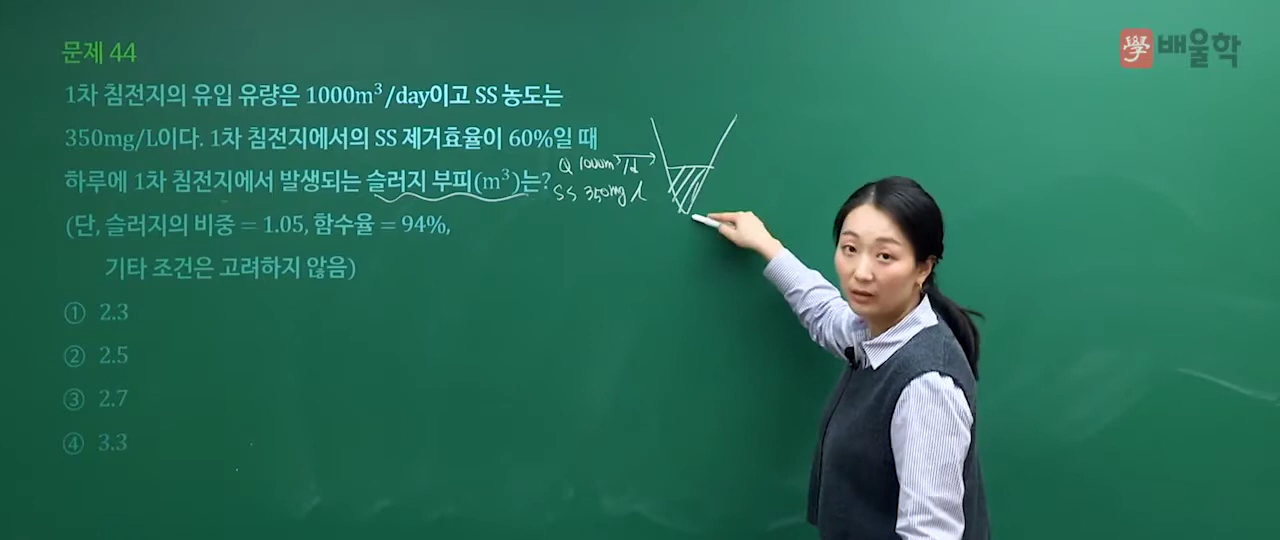 學 배울학
문제 44
1차 침전지의 유입 유량은 1000m³/day이고 SS 농도는
350mg/L이다. 1차 침전지에서의 SS 제거효율이 60%일 때
하루에 1차 침전지에서 발생되는 슬러지 부피(m³)는?
(단, 슬러지의 비중 = 1.05, 함수율 = 94%,
기타 조건은 고려하지 않음)
① 2.3
② 2.5
③ 2.7
④ 3.3
Q 1000m³/d
SS 350mg/L